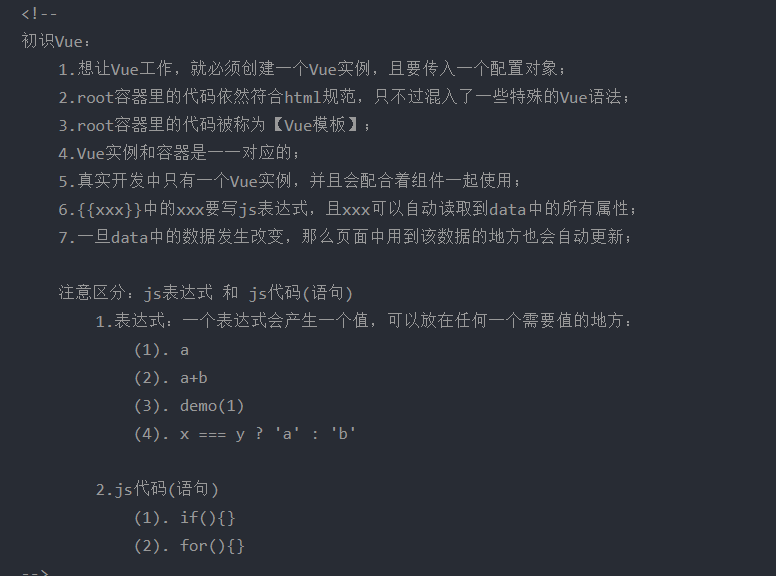 <!--
初识Vue：
1.想让Vue工作，就必须创建一个Vue实例，且要传入一个配置对象；
2.root容器里的代码依然符合html规范，只不过混入了一些特殊的Vue语法；
3.root容器里的代码被称为【Vue模板】；
4.Vue实例和容器是一一对应的；
5.真实开发中只有一个Vue实例，并且会配合着组件一起使用；
6.{{xxx}}中的xxx要写js表达式，且xxx可以自动读取到data中的所有属性；
7.一旦data中的数据发生改变，那么页面中用到该数据的地方也会自动更新；
注意区分：js表达式 和 js代码(语句)
1.表达式：一个表达式会产生一个值，可以放在任何一个需要值的地方：
(1). a
(2). a+b
(3). demo(1)
(4). x === y ? 'a' : 'b'
2.js代码(语句)
(1). if(){}
(2). for(){}
-->